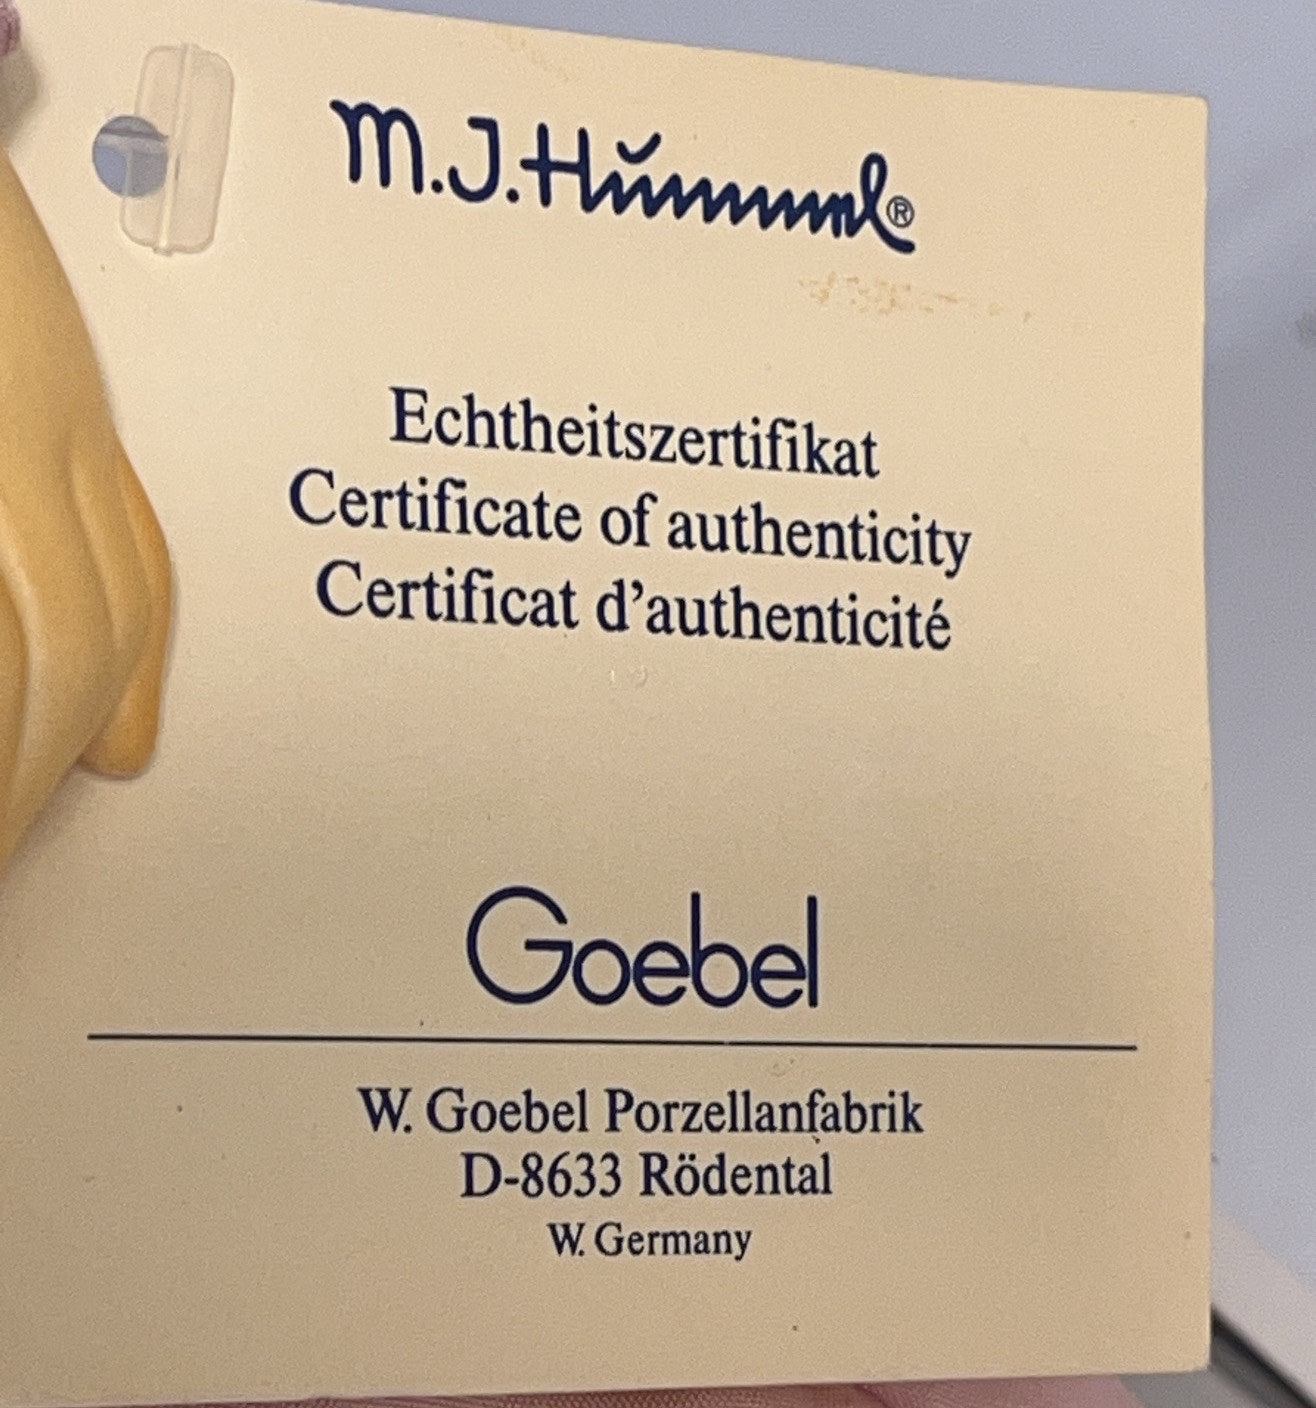 M.J.Hummel®
Echtheitszertifikat
Certificate of authenticity
Certificat d’authenticité
Goebel
W. Goebel Porzellanfabrik
D-8633 Rödental
W. Germany